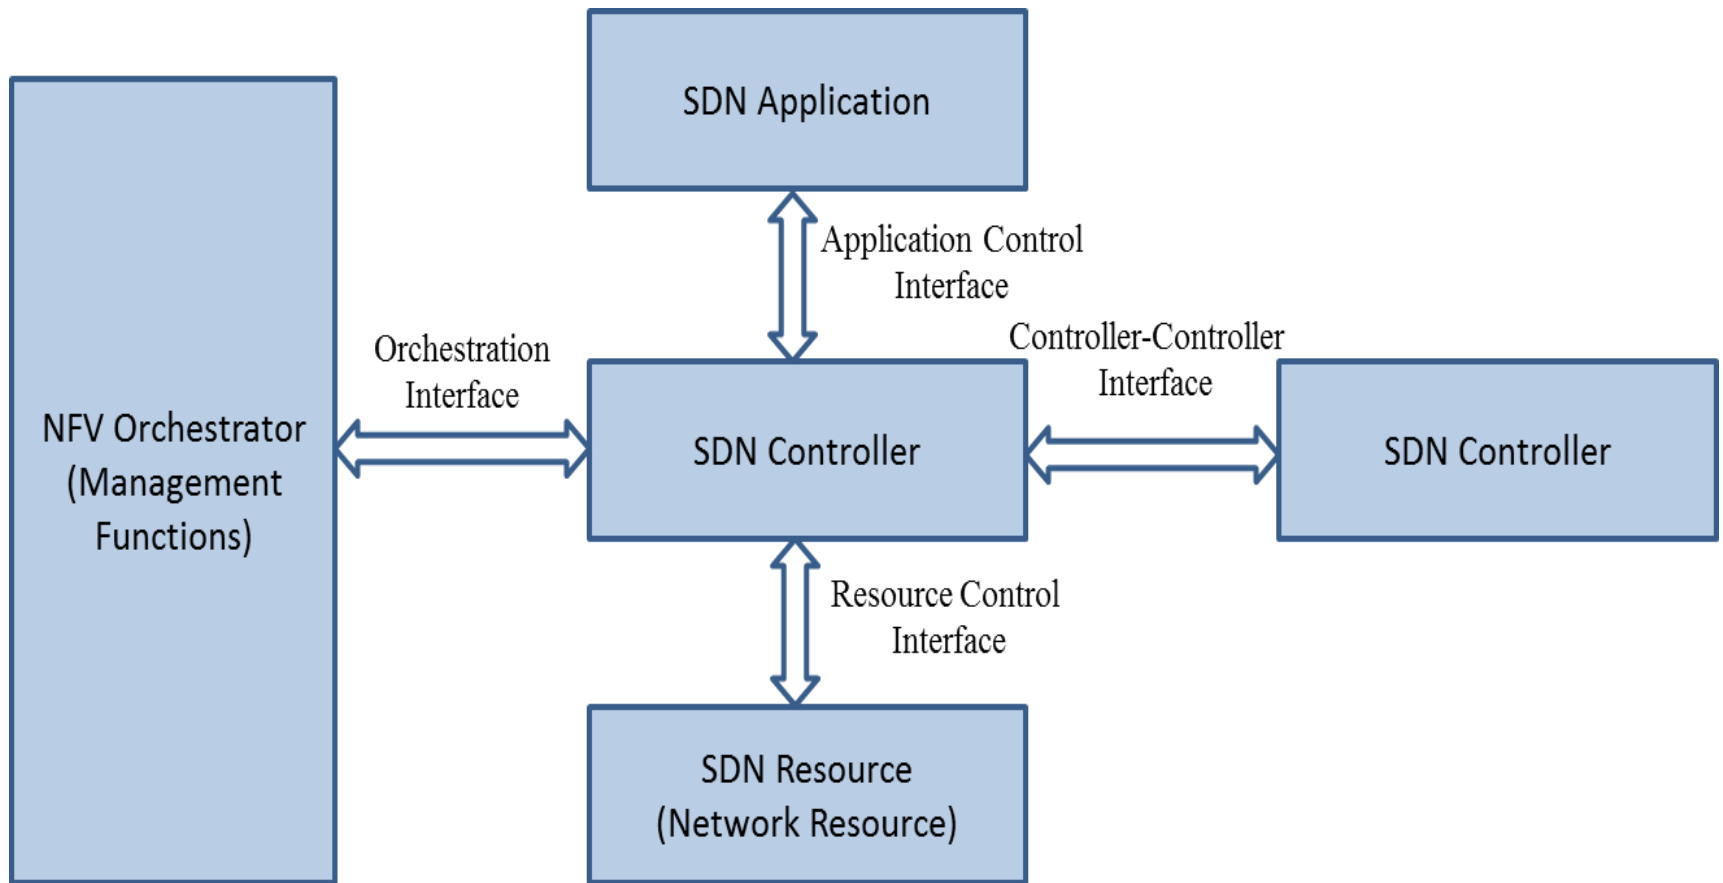 SDN Application
Application Control
Interface
Orchestration
Interface
Controller-Controller
Interface
NFV Orchestrator
(Management
Functions)
SDN Controller
SDN Controller
Resource Control
Interface
SDN Resource
(Network Resource)